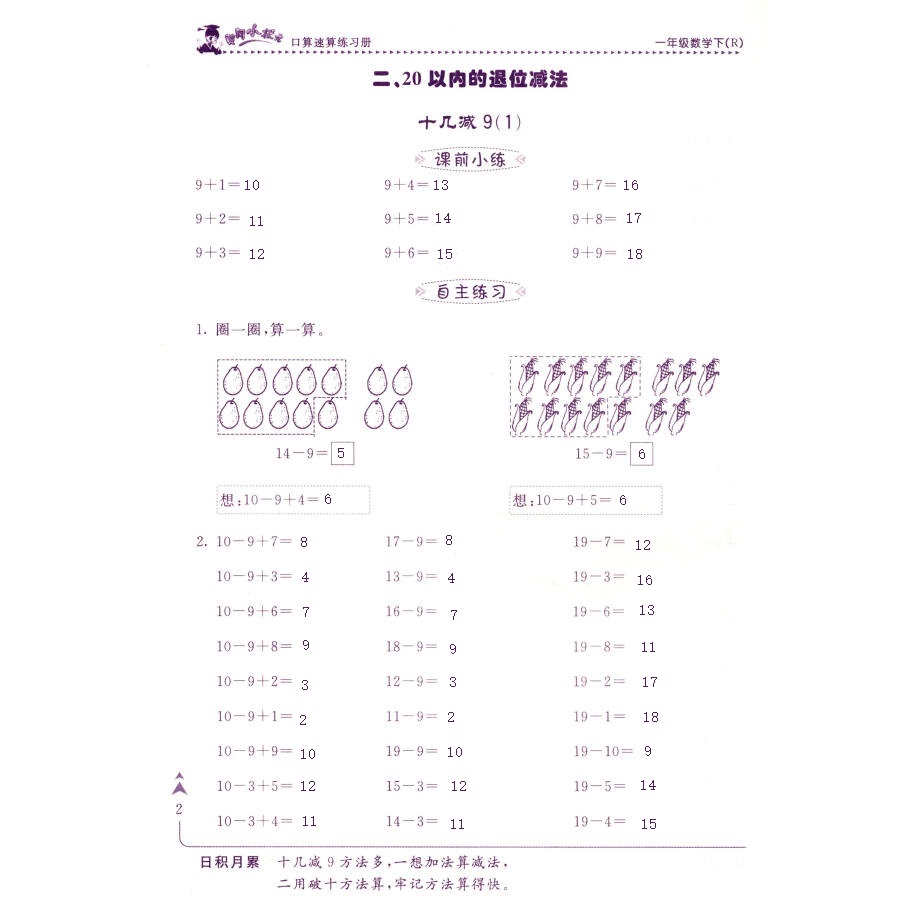 黄冈小状元 口算速算练习册 一年级数学下(R)
二、20以内的退位减法
十几减9(1)
课前小练
9+1=10 9+4=13 9+7=16
9+2=11 9+5=14 9+8=17
9+3=12 9+6=15 9+9=18
自主练习
1. 圈一圈,算一算。
14-9=5 15-9=6
想:10-9+4=6 想:10-9+5=6
2. 10-9+7=8 17-9=8 19-7=12
10-9+3=4 13-9=4 19-3=16
10-9+6=7 16-9=7 19-6=13
10-9+8=9 18-9=9 19-8=11
10-9+2=3 12-9=3 19-2=17
10-9+1=2 11-9=2 19-1=18
10-9+9=10 19-9=10 19-10=9
10-3+5=12 15-3=12 19-5=14
10-3+4=11 14-3=11 19-4=15
2
日积月累 十几减9方法多,一想加法算减法,
二用破十方法算,牢记方法算得快。